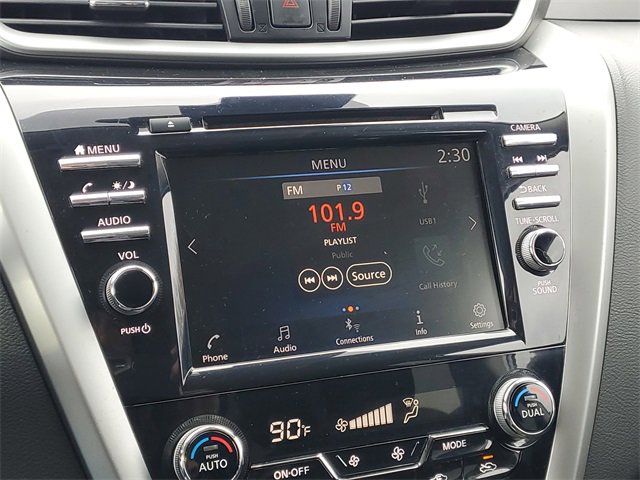 MENU
CAMERA
MENU
2:30
FM P12
101.9
FM
USB1
BACK
AUDIO
PLAYLIST
TUNE·SCROLL
Public
VOL
Source
Call History
PUSH
SOUND
PUSH
Phone
Audio
Connections
Info
Settings
90°F
PUSH
DUAL
PUSH
AUTO
ON·OFF
MODE